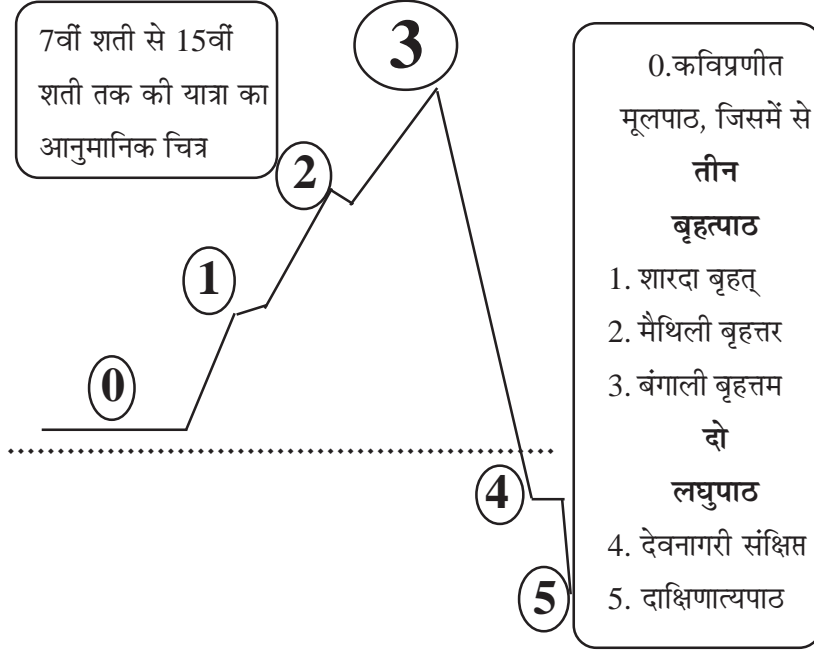 7वीं शती से 15वीं
शती तक की यात्रा का
आनुमानिक चित्र
3
2
1
0
4
5
0.कविप्रणीत
मूलपाठ, जिसमें से
तीन
बृहत्पाठ
1. शारदा बृहत्
2. मैथिली बृहत्तर
3. बंगाली बृहत्तम
दो
लघुपाठ
4. देवनागरी संक्षिप्त
5. दाक्षिणात्यपाठ